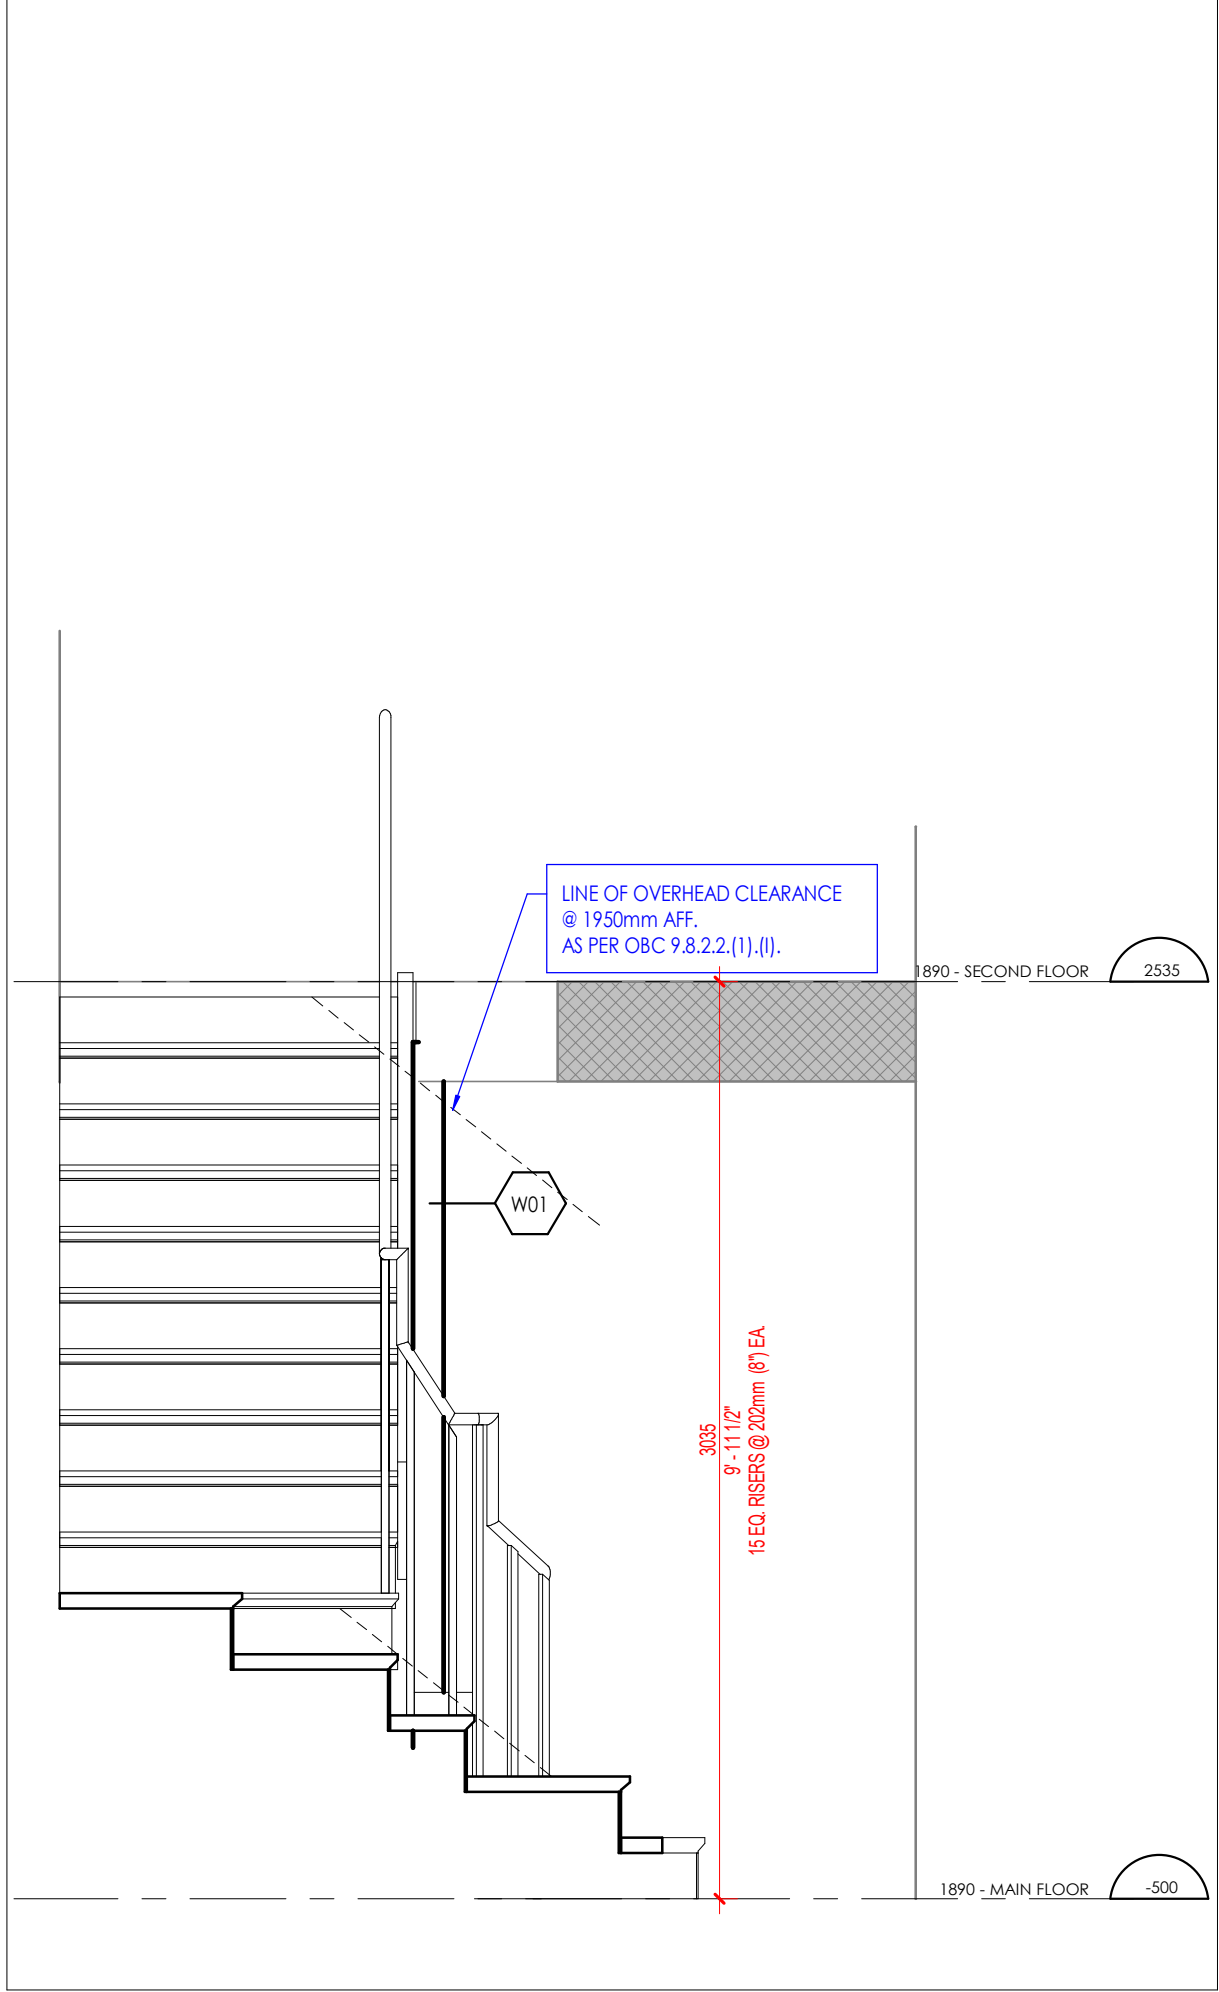 LINE OF OVERHEAD CLEARANCE
@ 1950mm AFF.
AS PER OBC 9.8.2.2.(1).(I).
1890 - SECOND FLOOR
2535
W01
3035
9' - 11 1/2"
15 EQ. RISERS @ 202mm (8") EA.
1890 - MAIN FLOOR
-500